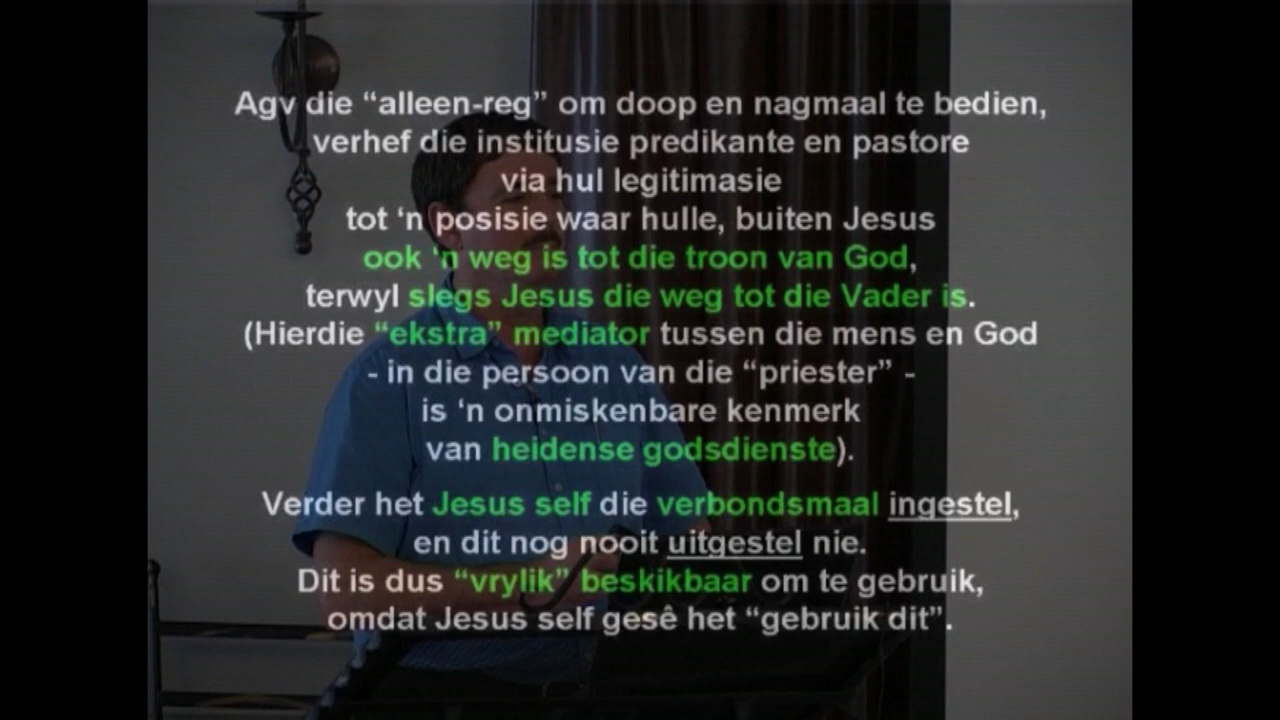 Agv die “alleen-reg” om doop en nagmaal te bedien,
verhef die institusie predikante en pastore
via hul legitimasie
tot ‘n posisie waar hulle, buiten Jesus
ook ‘n weg is tot die troon van God,
terwyl slegs Jesus die weg tot die Vader is.
(Hierdie “ekstra” mediator tussen die mens en God
- in die persoon van die “priester” -
is ‘n onmiskenbare kenmerk
van heidense godsdienste).
Verder het Jesus self die verbondsmaal ingestel,
en dit nog nooit uitgestel nie.
Dit is dus “vrylik” beskikbaar om te gebruik,
omdat Jesus self gesê het “gebruik dit”.